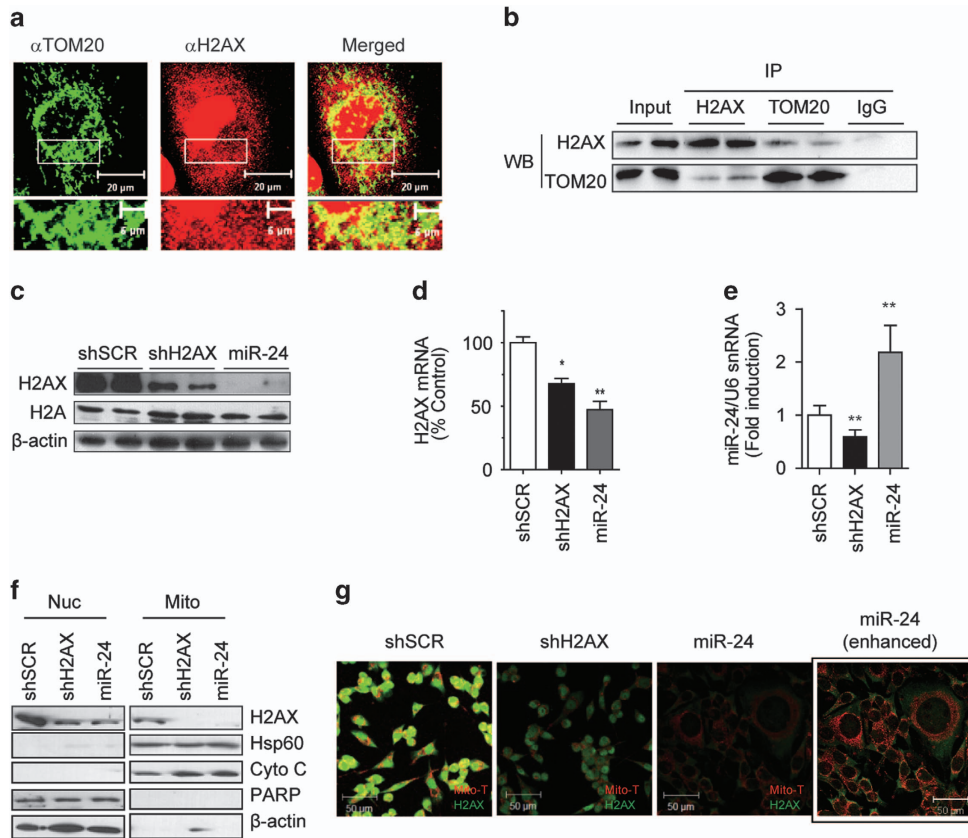 a
αTOM20 αH2AX Merged
20 µm 20 µm 20 µm
5 µm 5 µm 5 µm
b
IP
Input H2AX TOM20 IgG
WB
H2AX
TOM20
c
shSCR shH2AX miR-24
H2AX
H2A
β-actin
d
H2AX mRNA
(% Control)
100
50
0
*
**
shSCR
shH2AX
miR-24
e
miR-24/U6 snRNA
(Fold induction)
3
2
1
0
**
**
shSCR
shH2AX
miR-24
f
Nuc Mito
shSCR shH2AX miR-24 shSCR shH2AX miR-24
H2AX
Hsp60
Cyto C
PARP
β-actin
g
shSCR shH2AX miR-24 miR-24
(enhanced)
Mito-T Mito-T Mito-T Mito-T
50 µm H2AX 50 µm H2AX 50 µm H2AX 50 µm H2AX